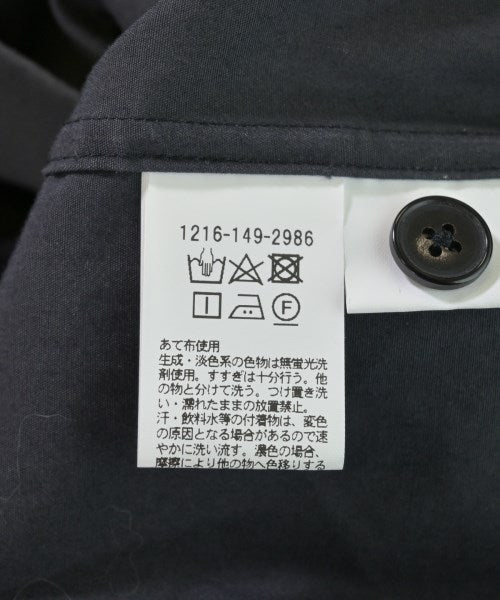 1216-149-2986
F
あて布使用
生成・淡色系の色物は無蛍光洗
剤使用。すすぎは十分行う。他
の物と分けて洗う。つけ置き洗
い・濡れたままの放置禁止。
汗・飲料水等の付着物は、変色
の原因となる場合があるので速
やかに洗い流す。濃色の場合、
摩擦により他の物へ色移りする